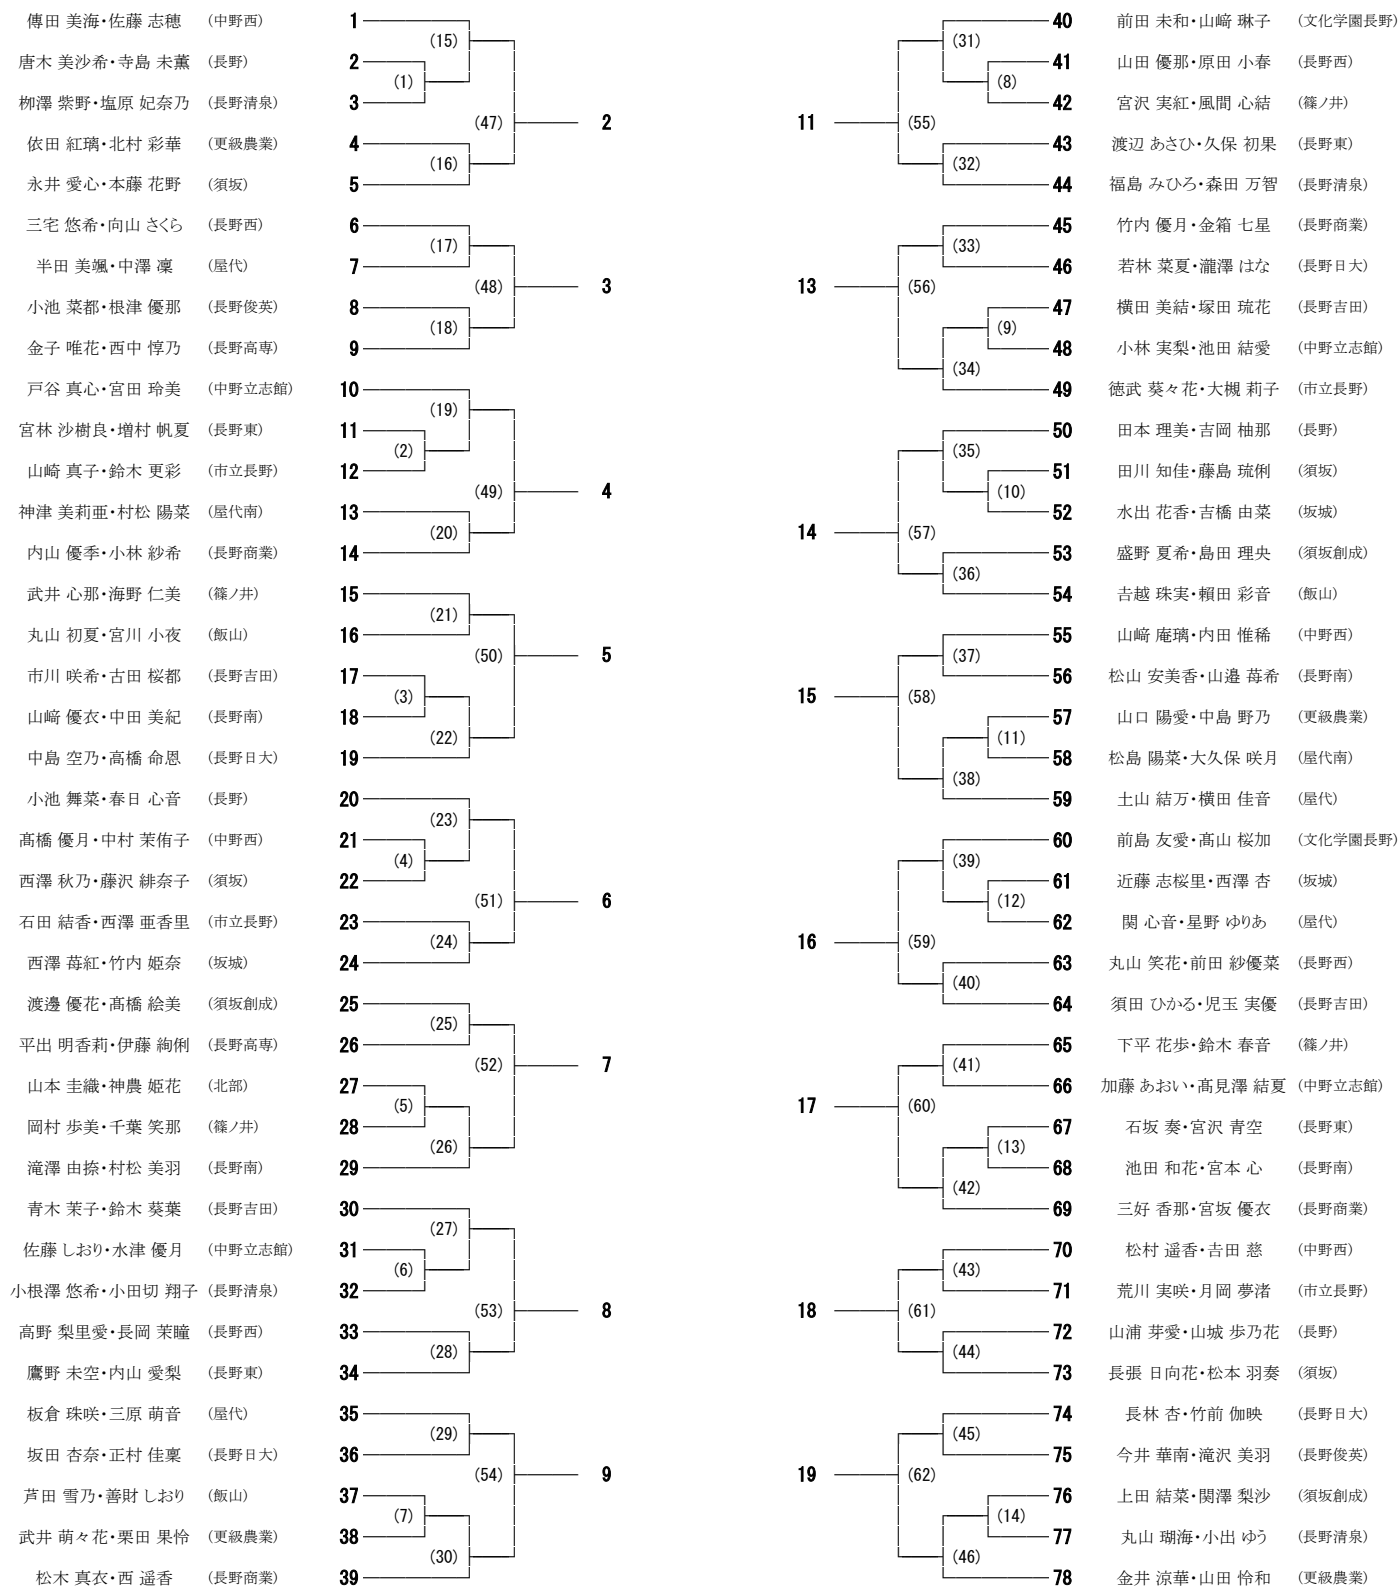 傳田 美海・佐藤 志穂 (中野西) 1
(15)
唐木 美沙希・寺島 未薫 (長野) 2
(1)
栁澤 紫野・塩原 妃奈乃 (長野清泉) 3
(47) 2
依田 紅璃・北村 彩華 (更級農業) 4
(16)
永井 愛心・本藤 花野 (須坂) 5
三宅 悠希・向山 さくら (長野西) 6
(17)
半田 美颯・中澤 凜 (屋代) 7
(48) 3
小池 菜都・根津 優那 (長野俊英) 8
(18)
金子 唯花・西中 惇乃 (長野高専) 9
戸谷 真心・宮田 玲美 (中野立志館) 10
(19)
宮林 沙樹良・増村 帆夏 (長野東) 11
(2)
山崎 真子・鈴木 更彩 (市立長野) 12
(49) 4
神津 美莉亜・村松 陽菜 (屋代南) 13
(20)
内山 優季・小林 紗希 (長野商業) 14
武井 心那・海野 仁美 (篠ノ井) 15
(21)
丸山 初夏・宮川 小夜 (飯山) 16
(50) 5
市川 咲希・古田 桜都 (長野吉田) 17
(3)
山﨑 優衣・中田 美紀 (長野南) 18
(22)
中島 空乃・高橋 命恩 (長野日大) 19
小池 舞菜・春日 心音 (長野) 20
(23)
髙橋 優月・中村 茉侑子 (中野西) 21
(4)
西澤 秋乃・藤沢 緋奈子 (須坂) 22
(51) 6
石田 結香・西澤 亜香里 (市立長野) 23
(24)
西澤 苺紅・竹内 姫奈 (坂城) 24
渡邊 優花・髙橋 絵美 (須坂創成) 25
(25)
平出 明香莉・伊藤 絢俐 (長野高専) 26
(52) 7
山本 圭織・神農 姫花 (北部) 27
(5)
岡村 歩美・千葉 笑那 (篠ノ井) 28
(26)
滝澤 由捺・村松 美羽 (長野南) 29
青木 茉子・鈴木 葵葉 (長野吉田) 30
(27)
佐藤 しおり・水津 優月 (中野立志館) 31
(6)
小根澤 悠希・小田切 翔子 (長野清泉) 32
(53) 8
高野 梨里愛・長岡 茉瞳 (長野西) 33
(28)
鷹野 未空・内山 愛梨 (長野東) 34
板倉 珠咲・三原 萌音 (屋代) 35
(29)
坂田 杏奈・正村 佳稟 (長野日大) 36
(54) 9
芦田 雪乃・善財 しおり (飯山) 37
(7)
武井 萌々花・栗田 果怜 (更級農業) 38
(30)
松木 真衣・西 遥香 (長野商業) 39
40 前田 未和・山﨑 琳子 (文化学園長野)
(31)
41 山田 優那・原田 小春 (長野西)
(8)
42 宮沢 実紅・風間 心結 (篠ノ井)
11 (55)
43 渡辺 あさひ・久保 初果 (長野東)
(32)
44 福島 みひろ・森田 万智 (長野清泉)
45 竹内 優月・金箱 七星 (長野商業)
(33)
46 若林 菜夏・瀧澤 はな (長野日大)
13 (56)
47 横田 美結・塚田 琉花 (長野吉田)
(9)
48 小林 実梨・池田 結愛 (中野立志館)
(34)
49 徳武 葵々花・大槻 莉子 (市立長野)
50 田本 理美・吉岡 柚那 (長野)
(35)
51 田川 知佳・藤島 琉俐 (須坂)
(10)
52 水出 花香・吉橋 由菜 (坂城)
14 (57)
53 盛野 夏希・島田 理央 (須坂創成)
(36)
54 吉越 珠実・賴田 彩音 (飯山)
55 山﨑 庵璃・内田 惟稀 (中野西)
(37)
56 松山 安美香・山邉 苺希 (長野南)
15 (58)
57 山口 陽愛・中島 野乃 (更級農業)
(11)
58 松島 陽菜・大久保 咲月 (屋代南)
(38)
59 土山 結万・横田 佳音 (屋代)
60 前島 友愛・髙山 桜加 (文化学園長野)
(39)
61 近藤 志桜里・西澤 杏 (坂城)
(12)
62 関 心音・星野 ゆりあ (屋代)
16 (59)
63 丸山 笑花・前田 紗優菜 (長野西)
(40)
64 須田 ひかる・児玉 実優 (長野吉田)
65 下平 花歩・鈴木 春音 (篠ノ井)
(41)
66 加藤 あおい・髙見澤 結夏 (中野立志館)
17 (60)
67 石坂 奏・宮沢 青空 (長野東)
(13)
68 池田 和花・宮本 心 (長野南)
(42)
69 三好 香那・宮坂 優衣 (長野商業)
70 松村 遥香・吉田 慈 (中野西)
(43)
71 荒川 実咲・月岡 夢渚 (市立長野)
18 (61)
72 山浦 芽愛・山城 歩乃花 (長野)
(44)
73 長張 日向花・松本 羽奏 (須坂)
74 長林 杏・竹前 伽映 (長野日大)
(45)
75 今井 華南・滝沢 美羽 (長野俊英)
19 (62)
76 上田 結菜・関澤 梨沙 (須坂創成)
(14)
77 丸山 瑚海・小出 ゆう (長野清泉)
(46)
78 金井 涼華・山田 怜和 (更級農業)